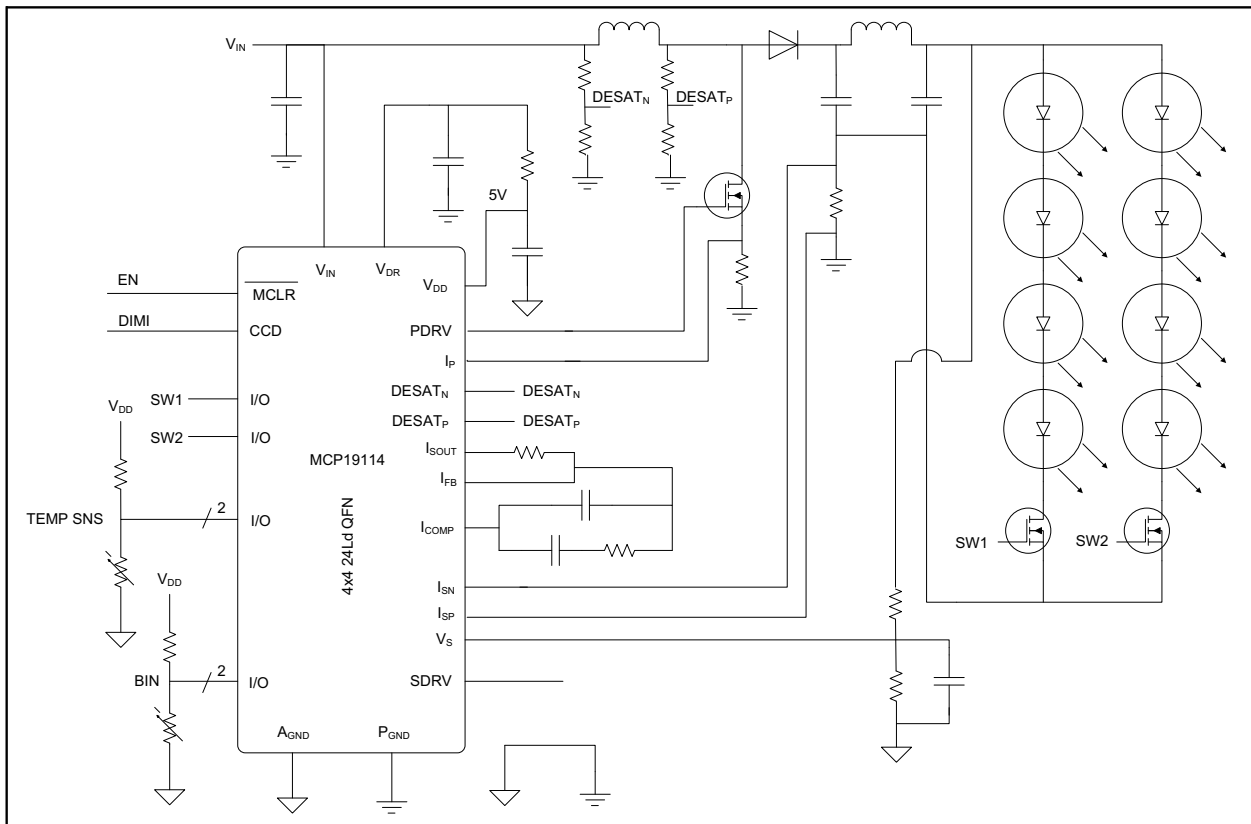 VIN
DESATN
DESATP
5V
VIN
VDR
VDD
EN
MCLR
DIMI
CCD
PDRV
IP
SW1
I/O
DESATN
DESATN
VDD
SW2
I/O
DESATP
DESATP
MCP19114
4x4 24Ld QFN
ISOUT
IFB
TEMP SNS
2
I/O
ICOMP
SW1
SW2
VDD
ISN
ISP
VS
BIN
2
I/O
SDRV
AGND
PGND